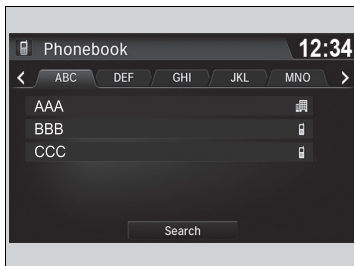 Phonebook 12:34
ABC DEF GHI JKL MNO
AAA
BBB
CCC
Search